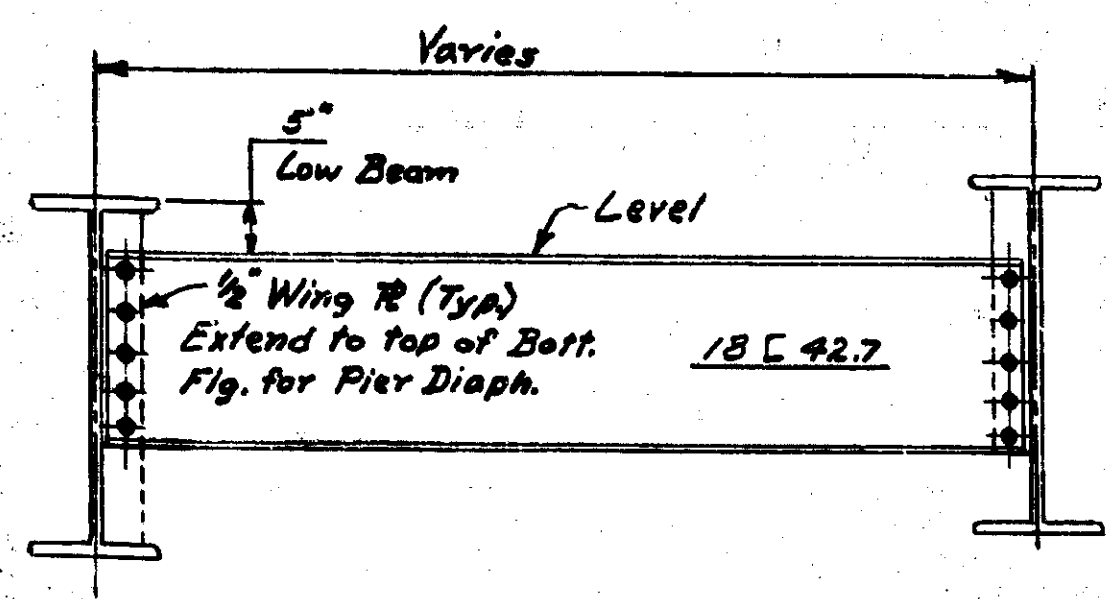 Varies
5"
Low Beam
Level
1/2" Wing ℄ (Typ.)
Extend to top of Bott.
Flg. for Pier Diaph.
18 [ 42.7